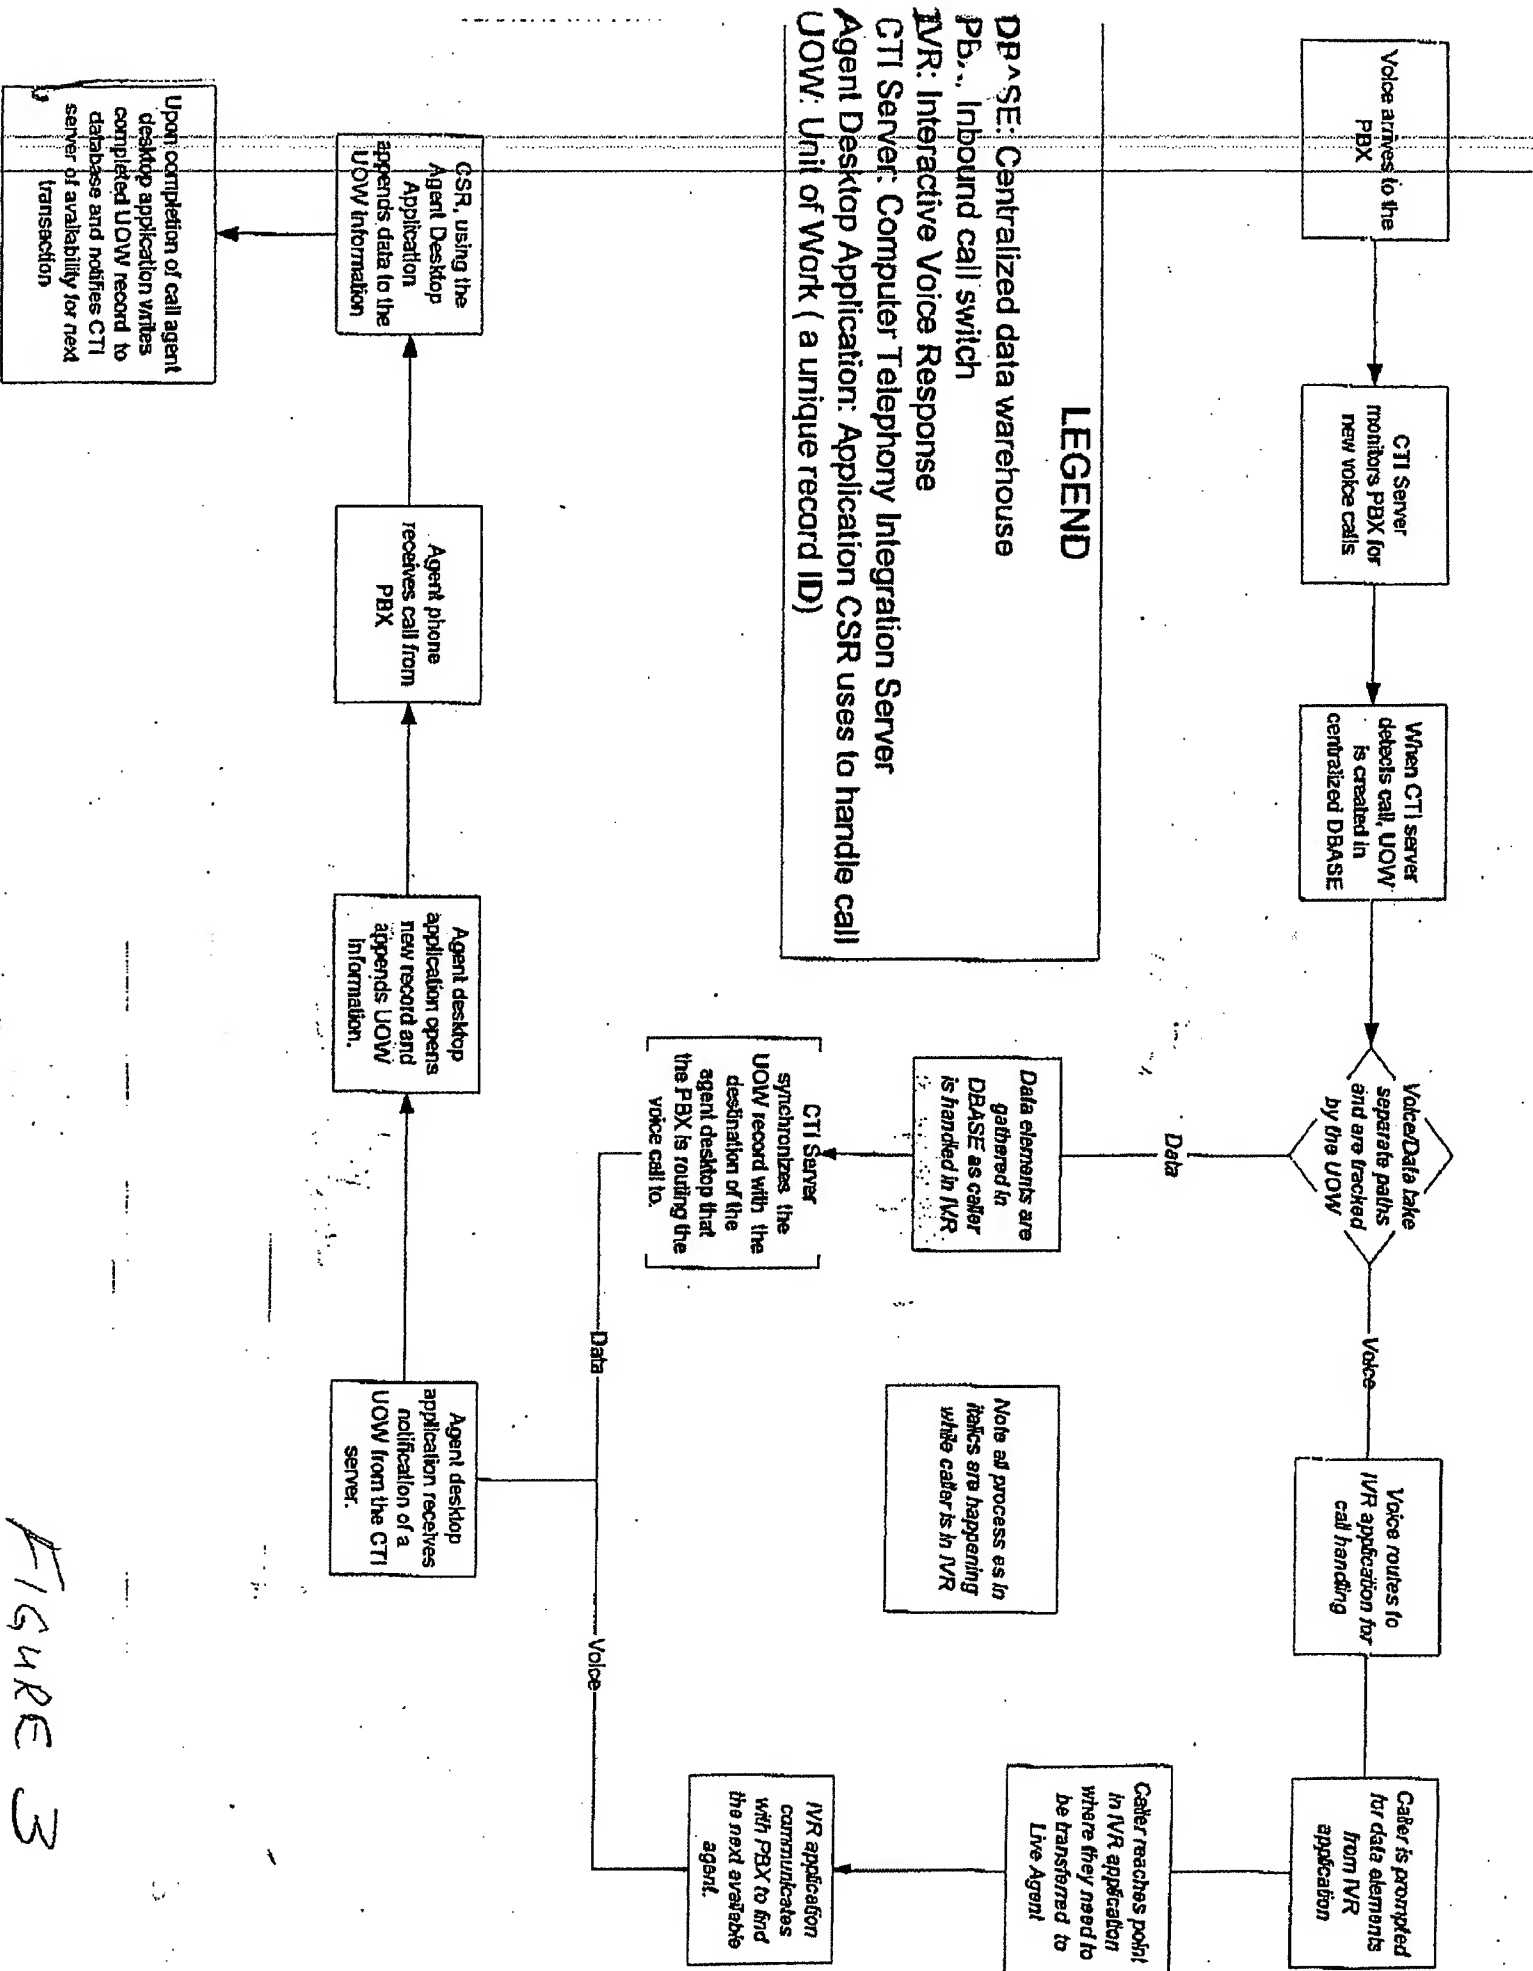 Voice arrives to the
PBX
CTI Server
monitors PBX for
new voice calls
When CTI server
detects call, UOW
is created in
centralized DBASE
Voice/Data take
separate paths
and are tracked
by the UOW
Voice
Voice routes to
IVR application for
call handling
Caller is prompted
for data elements
from IVR
application
Data
Data elements are
gathered in
DBASE as caller
is handled in IVR
Note all process es in
italics are happening
while caller is in IVR
Caller reaches point
in IVR application
where they need to
be transferred to
Live Agent
LEGEND
DBASE: Centralized data warehouse
Inbound call switch
IVR: Interactive Voice Response
CTI Server: Computer Telephony Integration Server
Agent Desktop Application: Application CSR uses to handle call
UOW: Unit of Work ( a unique record ID)
CTI Server
synchronizes the
UOW record with the
destination of the
agent desktop that
the PBX is routing the
voice call to.
IVR application
communicates
with PBX to find
the next available
agent.
Data
Voice
CSR, using the
Agent Desktop
Application
appends data to the
UOW information
Agent phone
receives call from
PBX
Agent desktop
application opens
new record and
appends UOW
information.
Agent desktop
application receives
notification of a
UOW from the CTI
server.
Upon completion of call agent
desktop application writes
completed UOW record to
database and notifies CTI
server of availability for next
transection
FIGURE 3